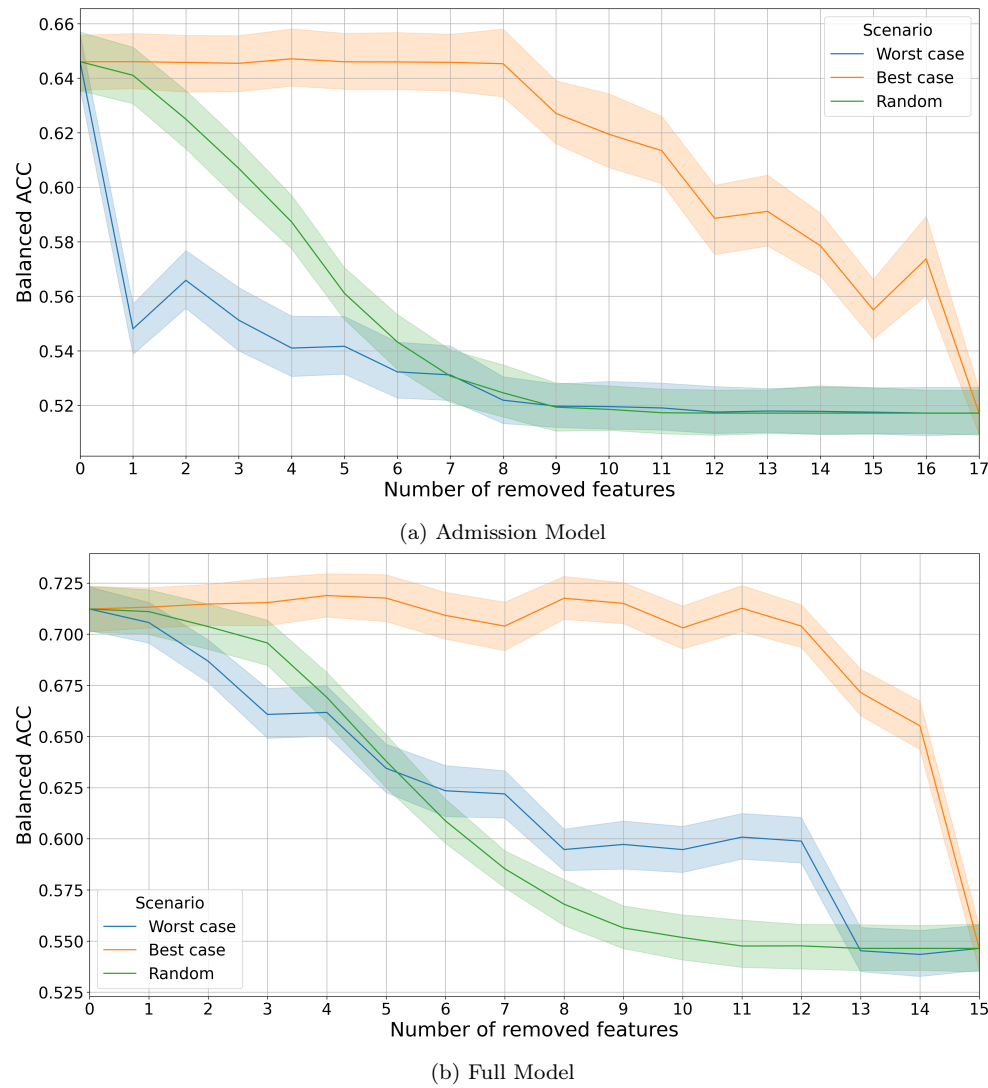 0.66
0.64
0.62
0.60
0.58
0.56
0.54
0.52
Balanced ACC
Scenario
Worst case
Best case
Random
0 1 2 3 4 5 6 7 8 9 10 11 12 13 14 15 16 17
Number of removed features
(a) Admission Model
0.725
0.700
0.675
0.650
0.625
0.600
0.575
0.550
0.525
Balanced ACC
Scenario
Worst case
Best case
Random
0 1 2 3 4 5 6 7 8 9 10 11 12 13 14 15
Number of removed features
(b) Full Model